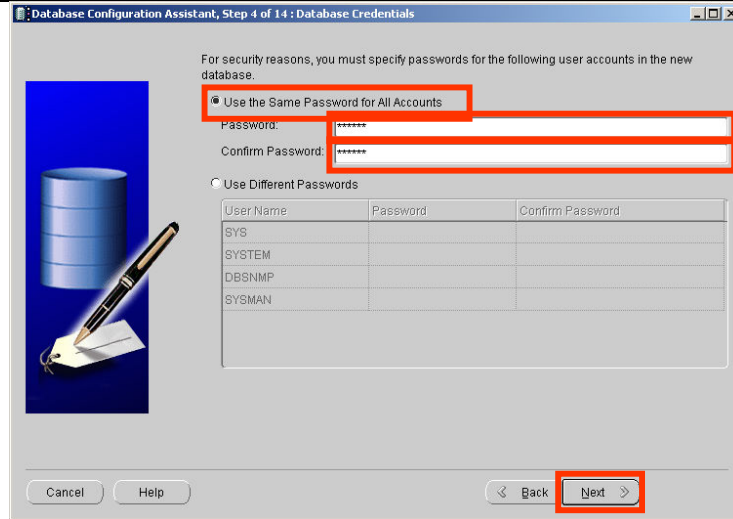 Database Configuration Assistant, Step 4 of 14 : Database Credentials
For security reasons, you must specify passwords for the following user accounts in the new
database.
Use the Same Password for All Accounts
Password: ******
Confirm Password: ******
Use Different Passwords
User Name Password Confirm Password
SYS
SYSTEM
DBSNMP
SYSMAN
Cancel Help Back Next